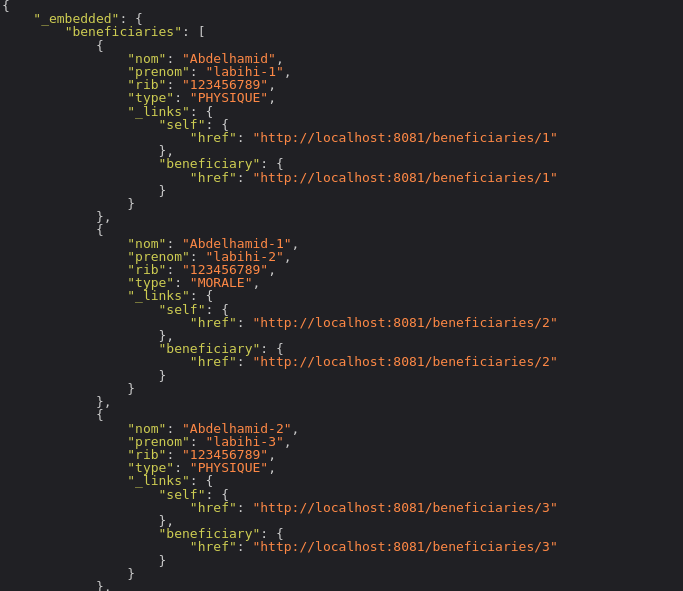 {
    "_embedded": {
        "beneficiaries": [
            {
                "nom": "Abdelhamid",
                "prenom": "labihi-1",
                "rib": "123456789",
                "type": "PHYSIQUE",
                "_links": {
                    "self": {
                        "href": "http://localhost:8081/beneficiaries/1"
                    },
                    "beneficiary": {
                        "href": "http://localhost:8081/beneficiaries/1"
                    }
                }
            },
            {
                "nom": "Abdelhamid-1",
                "prenom": "labihi-2",
                "rib": "123456789",
                "type": "MORALE",
                "_links": {
                    "self": {
                        "href": "http://localhost:8081/beneficiaries/2"
                    },
                    "beneficiary": {
                        "href": "http://localhost:8081/beneficiaries/2"
                    }
                }
            },
            {
                "nom": "Abdelhamid-2",
                "prenom": "labihi-3",
                "rib": "123456789",
                "type": "PHYSIQUE",
                "_links": {
                    "self": {
                        "href": "http://localhost:8081/beneficiaries/3"
                    },
                    "beneficiary": {
                        "href": "http://localhost:8081/beneficiaries/3"
                    }
                }
            },